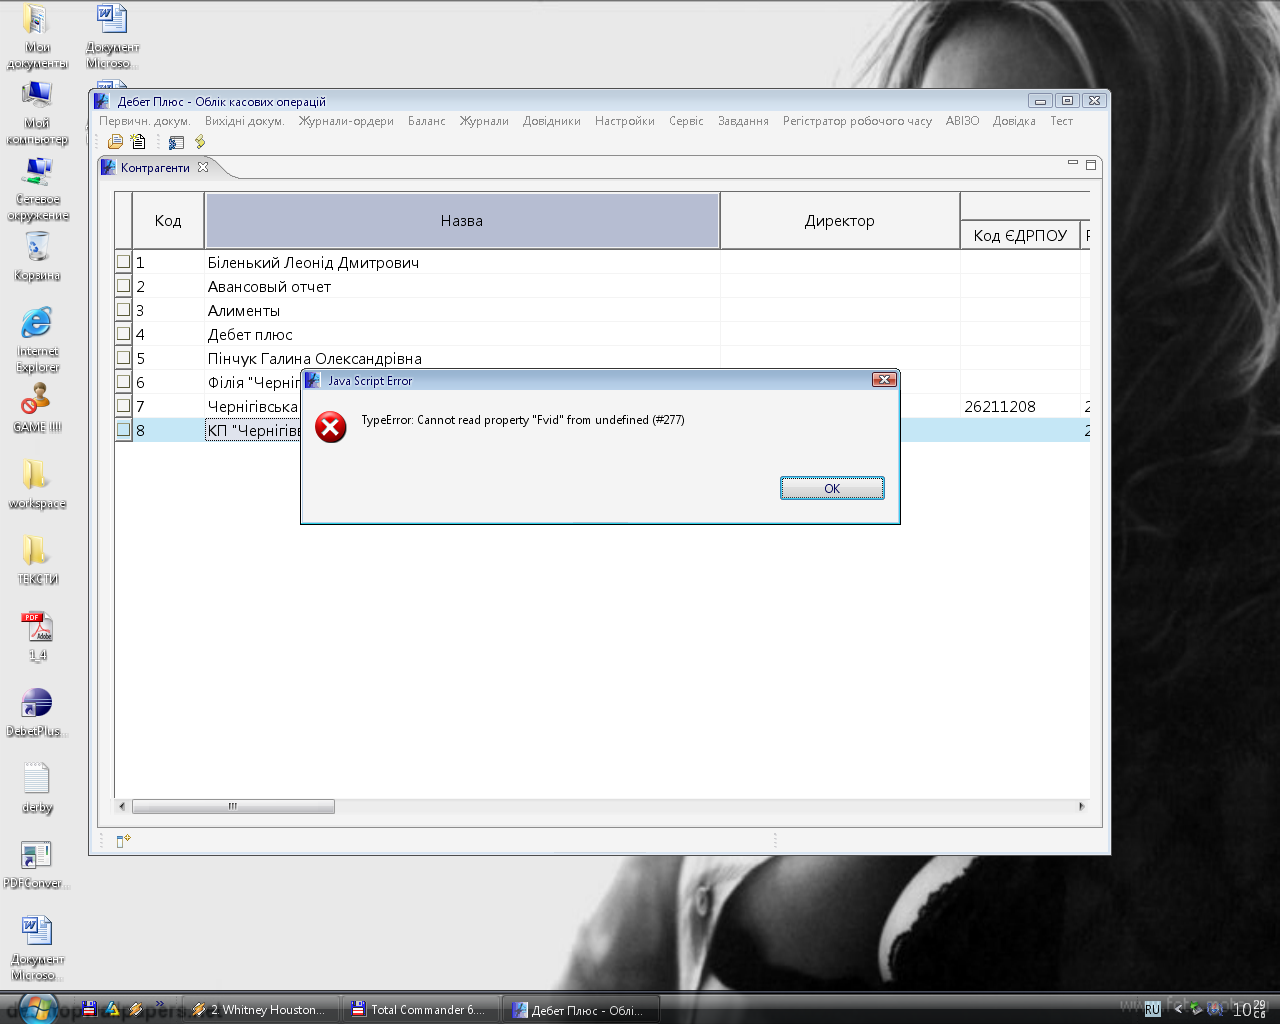 Мои
документы
Документ
Microso...
Мой
компьютер
Сетевое
окружение
Корзина
Internet
Explorer
GAME !!!
workspace
ТЕКСТИ
1_4
DebetPlus...
derby
PDFConver...
Документ
Microso...
Дебет Плюс - Облік касових операцій
Первичн. докум. Вихідні докум. Журнали-ордери Баланс Журнали Довідники Настройки Сервіс Завдання Регістратор робочого часу АВІЗО Довідка Тест
Контрагенти
Код Назва Директор
Код ЄДРПОУ
1 Біленький Леонід Дмитрович
2 Авансовый отчет
3 Алименты
4 Дебет плюс
5 Пінчук Галина Олександрівна
6 Філія "Черніг
7 Чернігівська 26211208 2
8 КП "Чернігів 2
Java Script Error
TypeError: Cannot read property "Fvid" from undefined (#277)
OK
2. Whitney Houston...
Total Commander 6....
Дебет Плюс - Облі...
RU
10 29
Сб